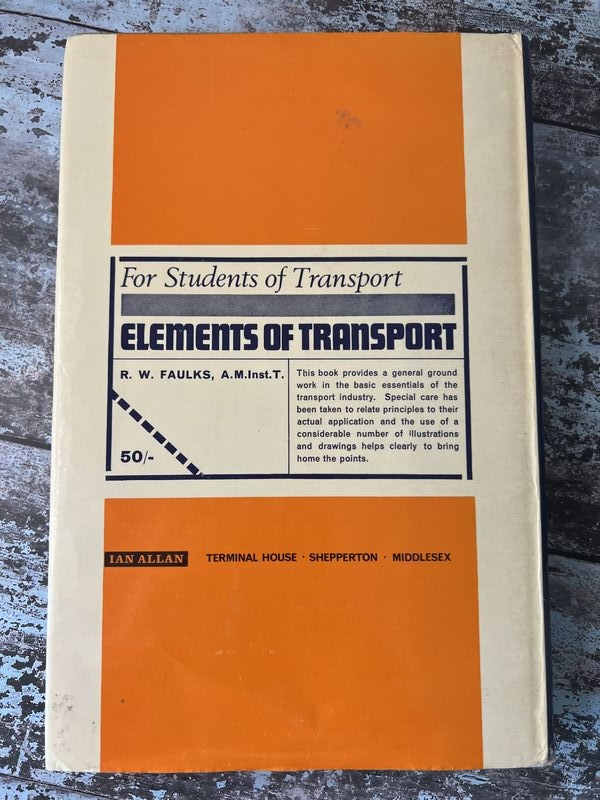 For Students of Transport
ELEMENTS OF TRANSPORT
R. W. FAULKS, A.M.Inst.T.
50/-
This book provides a general ground
work in the basic essentials of the
transport industry. Special care has
been taken to relate principles to their
actual application and the use of a
considerable number of illustrations
and drawings helps clearly to bring
home the points.
IAN ALLAN TERMINAL HOUSE · SHEPPERTON · MIDDLESEX